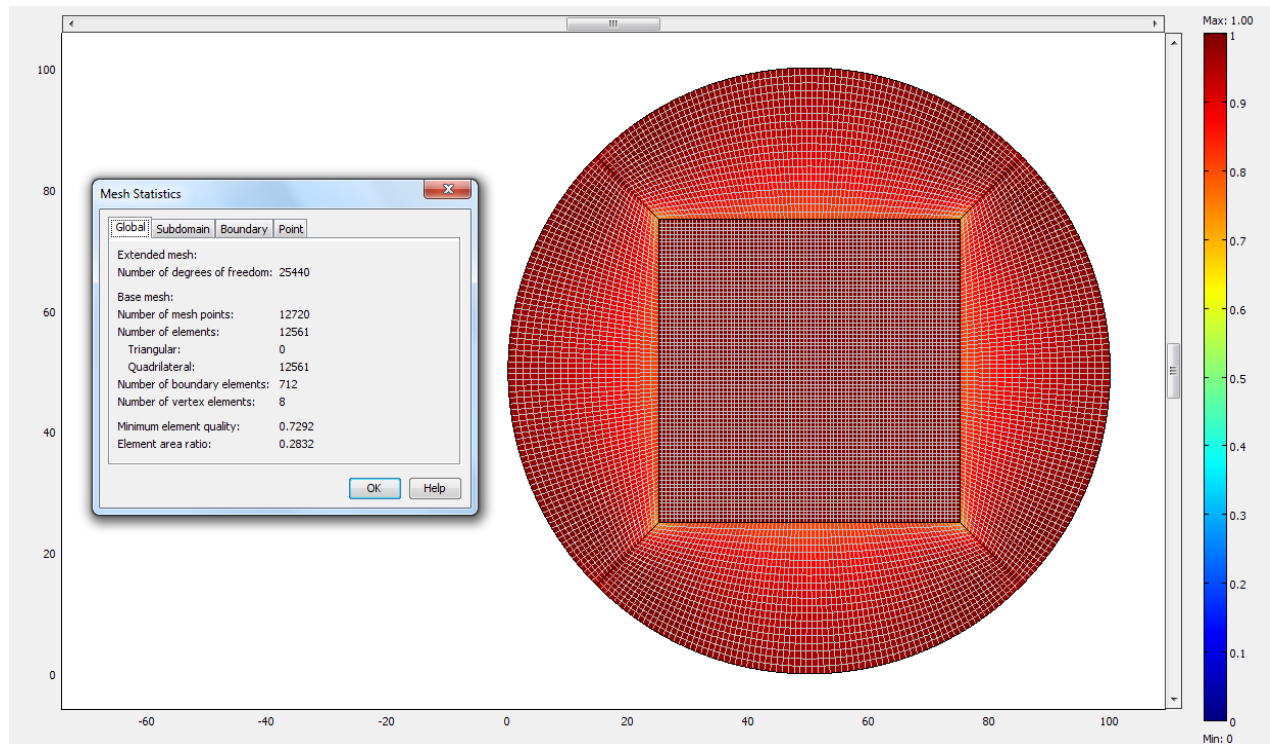 Max: 1.00
100
80
60
40
20
0
-60
-40
-20
0
20
40
60
80
100
Mesh Statistics
Global Subdomain Boundary Point
Extended mesh:
Number of degrees of freedom: 25440
Base mesh:
Number of mesh points: 12720
Number of elements: 12561
Triangular: 0
Quadrilateral: 12561
Number of boundary elements: 712
Number of vertex elements: 8
Minimum element quality: 0.7292
Element area ratio: 0.2832
OK Help
1
0.9
0.8
0.7
0.6
0.5
0.4
0.3
0.2
0.1
0
Min: 0